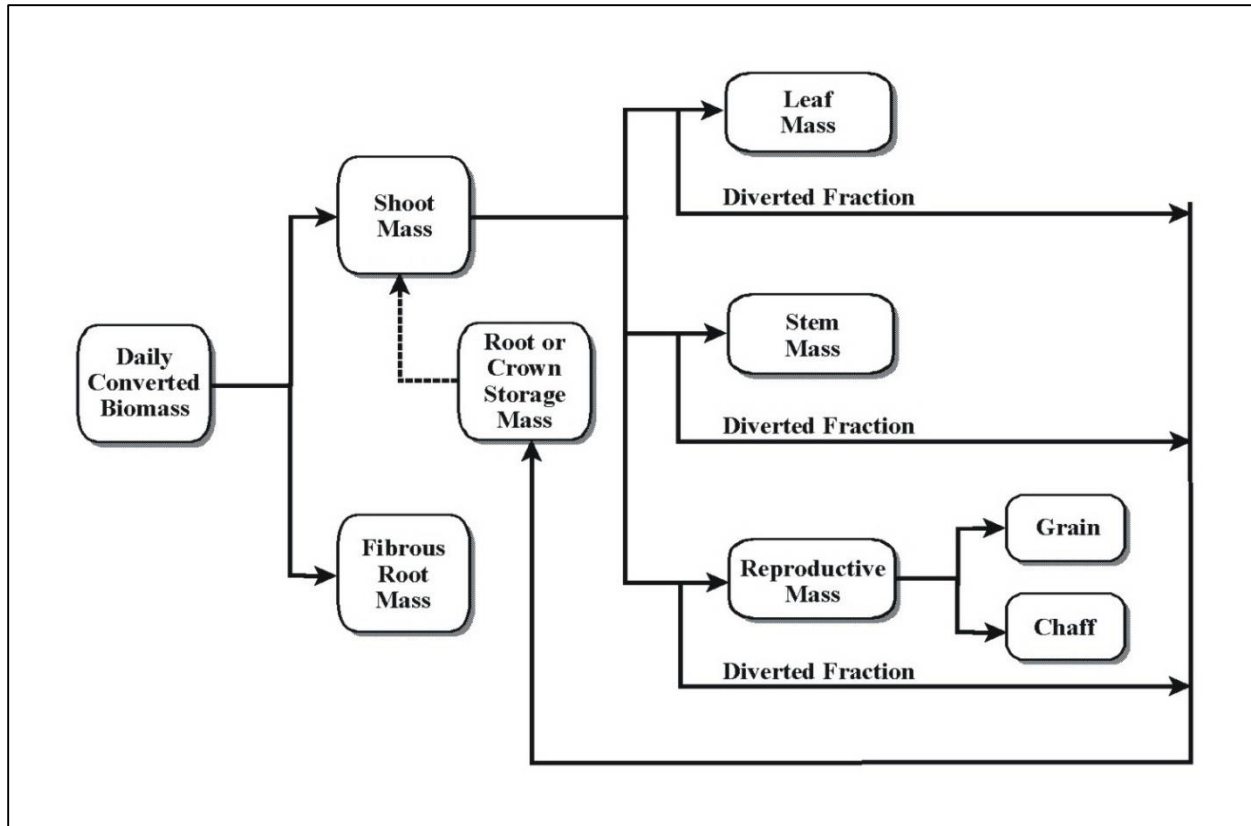 Leaf
Mass
Diverted Fraction
Shoot
Mass
Stem
Mass
Root or
Crown
Storage
Mass
Daily
Converted
Biomass
Diverted Fraction
Grain
Fibrous
Root
Mass
Reproductive
Mass
Chaff
Diverted Fraction